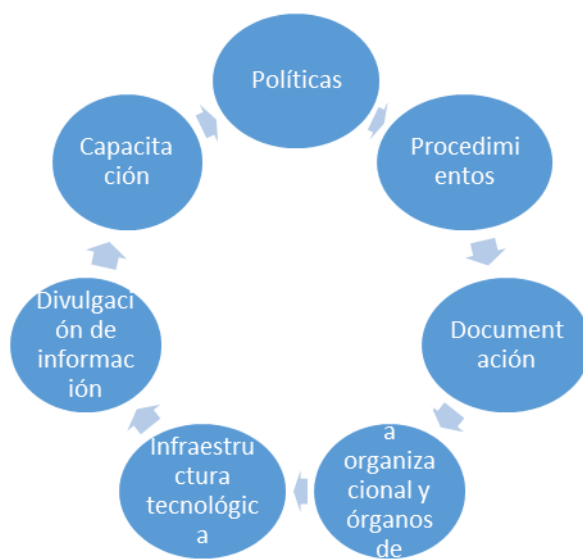 Políticas
Procedimi
entos
Document
ación
a
organiza
cional y
órganos
de
Infraestru
ctura
tecnológic
a
Divulgaci
ón de
informac
ión
Capacita
ción